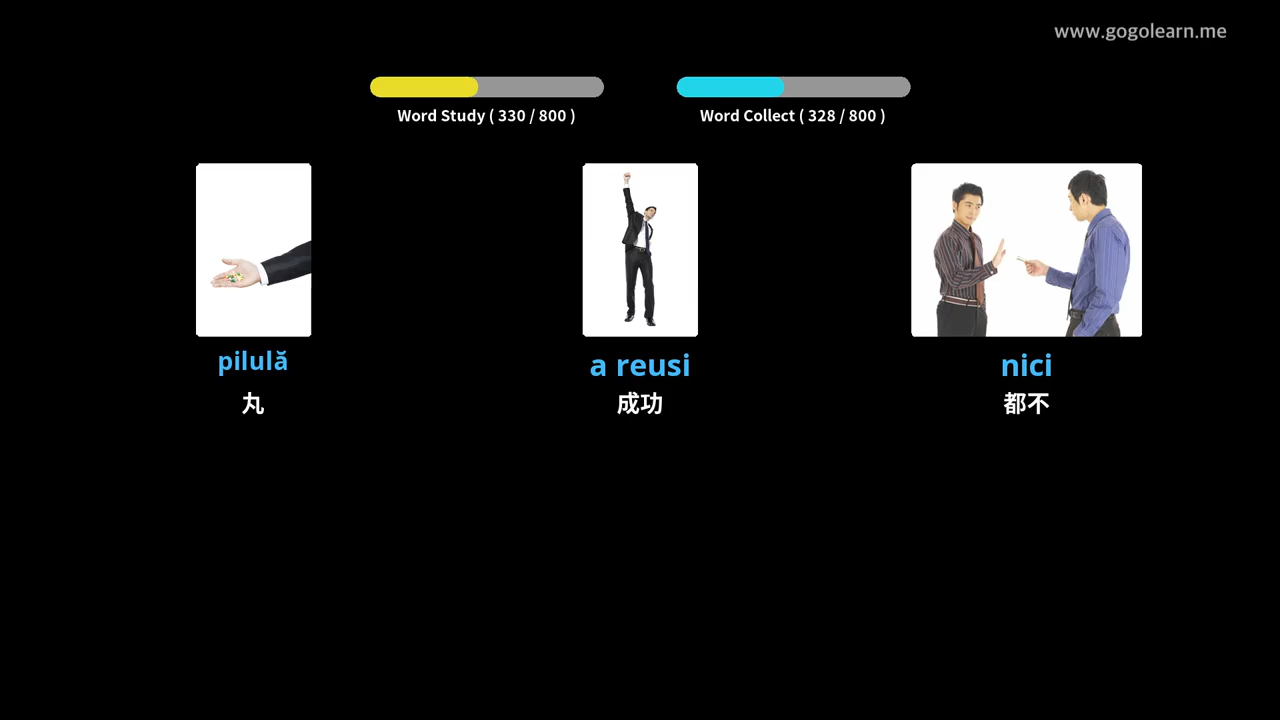 www.gogolearn.me
Word Study ( 330 / 800 )
Word Collect ( 328 / 800 )
pilulă
a reusi
nici
丸
成功
都不